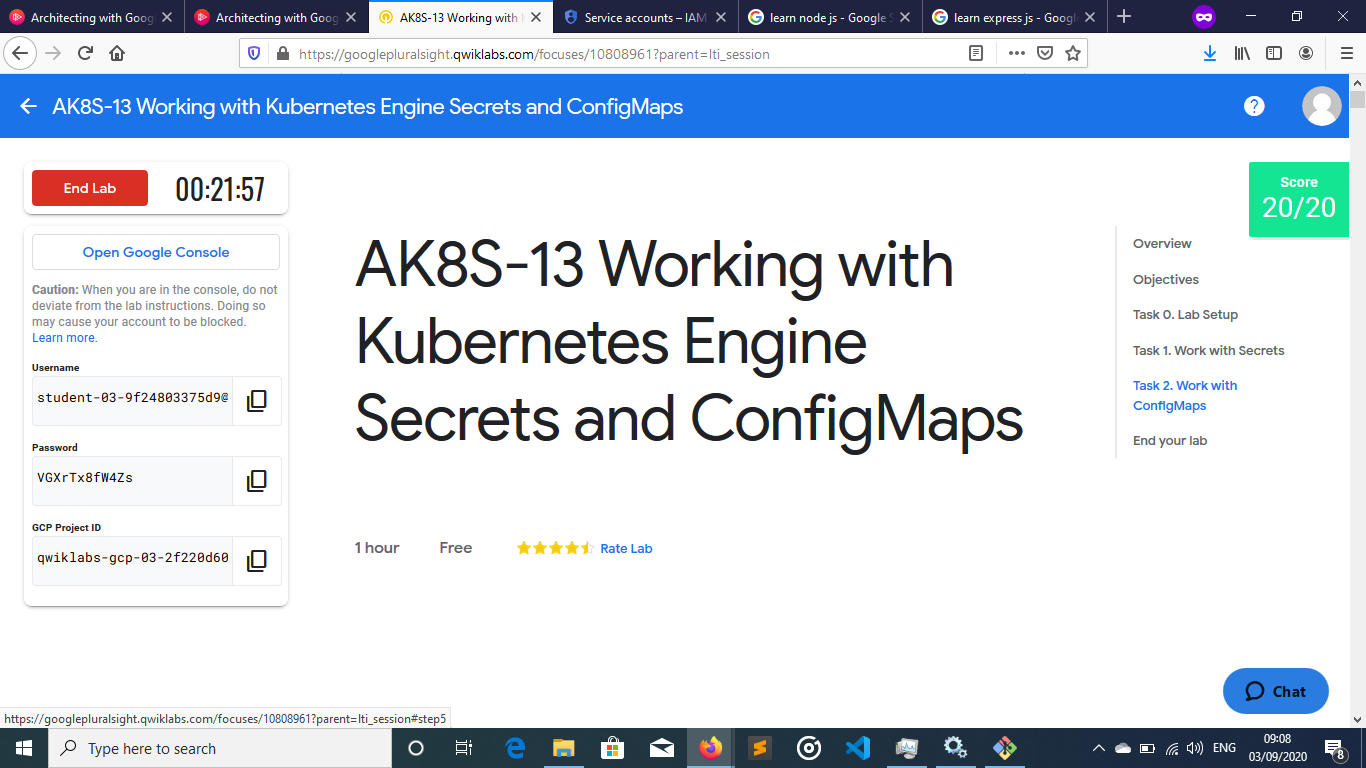 Architecting with Goog
Architecting with Goog
AK8S-13 Working with
Service accounts – IAM
learn node js - Google S
learn express js - Google
https://googlepluralsight.qwiklabs.com/focuses/10808961?parent=lti_session
AK8S-13 Working with Kubernetes Engine Secrets and ConfigMaps
End Lab
00:21:57
Open Google Console
Caution: When you are in the console, do not
deviate from the lab instructions. Doing so
may cause your account to be blocked.
Learn more.
Username
student-03-9f24803375d9@
Password
VGXrTx8fW4Zs
GCP Project ID
qwiklabs-gcp-03-2f220d60
AK8S-13 Working with
Kubernetes Engine
Secrets and ConfigMaps
1 hour
Free
Rate Lab
Score
20/20
Overview
Objectives
Task 0. Lab Setup
Task 1. Work with Secrets
Task 2. Work with
ConfigMaps
End your lab
Chat
https://googlepluralsight.qwiklabs.com/focuses/10808961?parent=lti_session#step5
Type here to search
ENG
09:08
03/09/2020
8